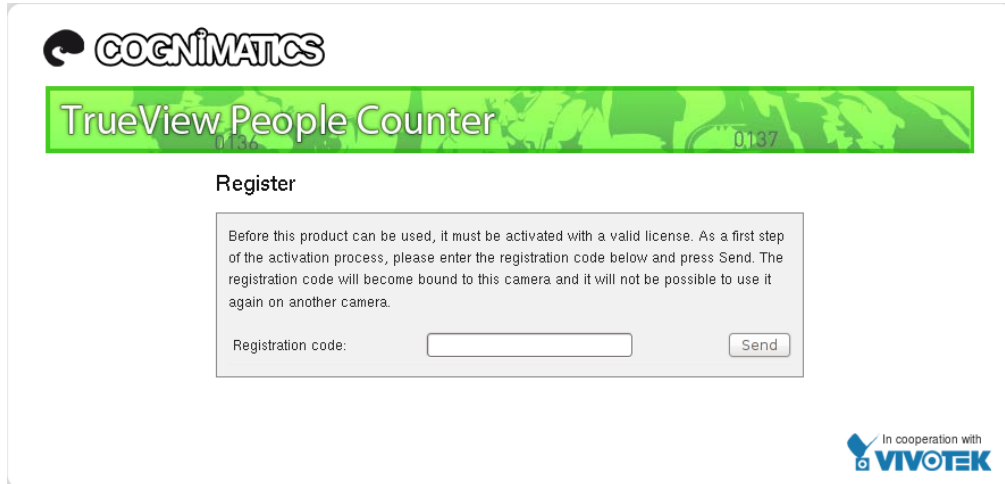 COGNIMATICS
TrueView People Counter
0136
0137
Register
Before this product can be used, it must be activated with a valid license. As a first step
of the activation process, please enter the registration code below and press Send. The
registration code will become bound to this camera and it will not be possible to use it
again on another camera.
Registration code:
Send
In cooperation with
VIVOTEK